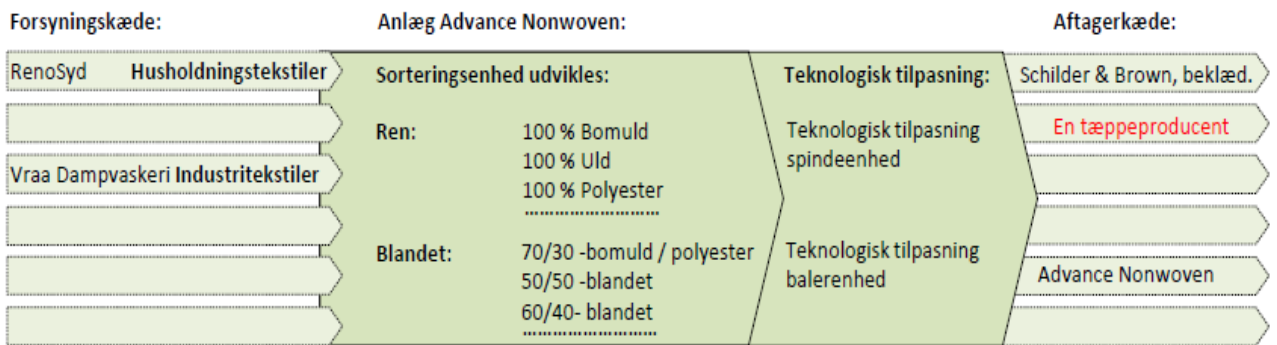 Forsyningskæde:
Anlæg Advance Nonwoven:
Aftagerkæde:
RenoSyd Husholdningstekstiler
Vraa Dampvaskeri Industritekstiler
Sorteringsenhed udvikles:
Ren: 100 % Bomuld
100 % Uld
100 % Polyester
...........................
Blandet: 70/30 -bomuld / polyester
50/50 -blandet
60/40- blandet
...........................
Teknologisk tilpasning:
Teknologisk tilpasning
spindeenhed
Teknologisk tilpasning
balerenhed
Schilder & Brown, beklæd.
En tæppeproducent
Advance Nonwoven